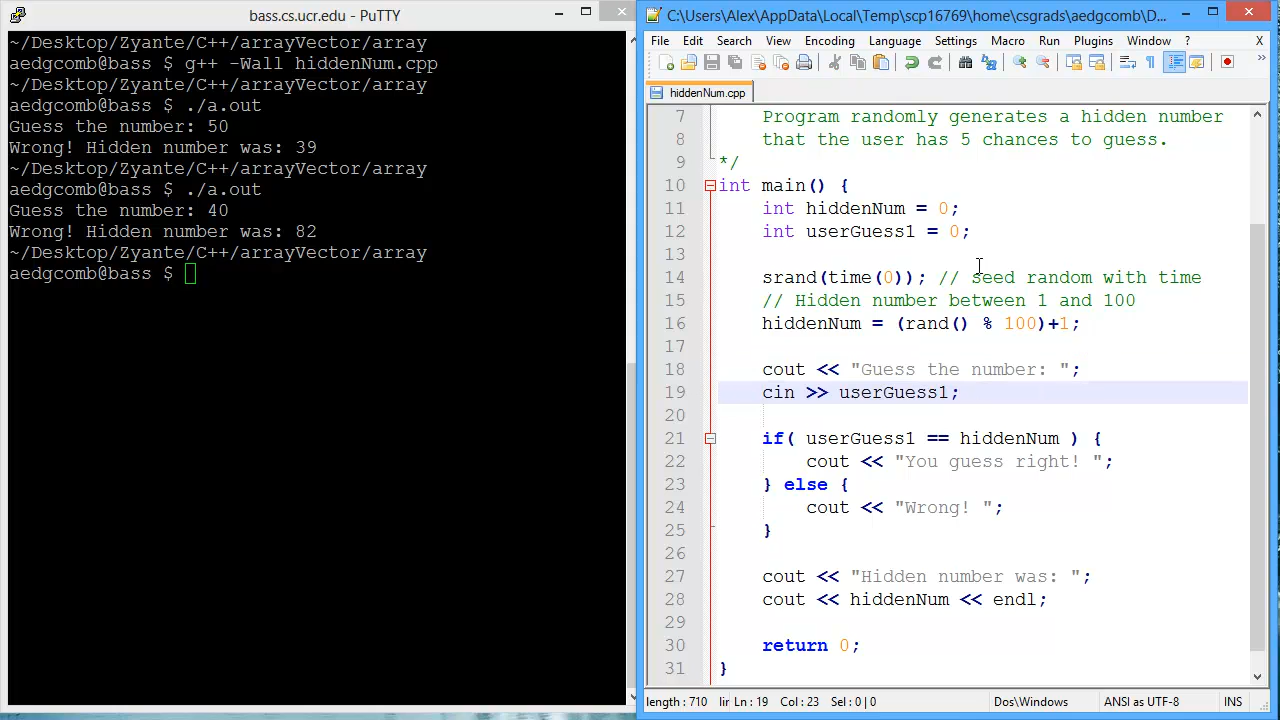 bass.cs.ucr.edu - PuTTY
~/Desktop/Zyante/C++/arrayVector/array
aedgcomb@bass $ g++ -Wall hiddenNum.cpp
~/Desktop/Zyante/C++/arrayVector/array
aedgcomb@bass $ ./a.out
Guess the number: 50
Wrong! Hidden number was: 39
~/Desktop/Zyante/C++/arrayVector/array
aedgcomb@bass $ ./a.out
Guess the number: 40
Wrong! Hidden number was: 82
~/Desktop/Zyante/C++/arrayVector/array
aedgcomb@bass $
C:\Users\Alex\AppData\Local\Temp\scp16769\home\csgrads\aedgcomb\D...
File Edit Search View Encoding Language Settings Macro Run Plugins Window ? X
hiddenNum.cpp
7 Program randomly generates a hidden number
8 that the user has 5 chances to guess.
9 */
10 int main() {
11 int hiddenNum = 0;
12 int userGuess1 = 0;
13
14 srand(time(0)); // seed random with time
15 // Hidden number between 1 and 100
16 hiddenNum = (rand() % 100)+1;
17
18 cout << "Guess the number: ";
19 cin >> userGuess1;
20
21 if( userGuess1 == hiddenNum ) {
22 cout << "You guess right! ";
23 } else {
24 cout << "Wrong! ";
25 }
26
27 cout << "Hidden number was: ";
28 cout << hiddenNum << endl;
29
30 return 0;
31 }
length : 710 lir Ln : 19 Col : 23 Sel : 0 | 0 Dos\Windows ANSI as UTF-8 INS